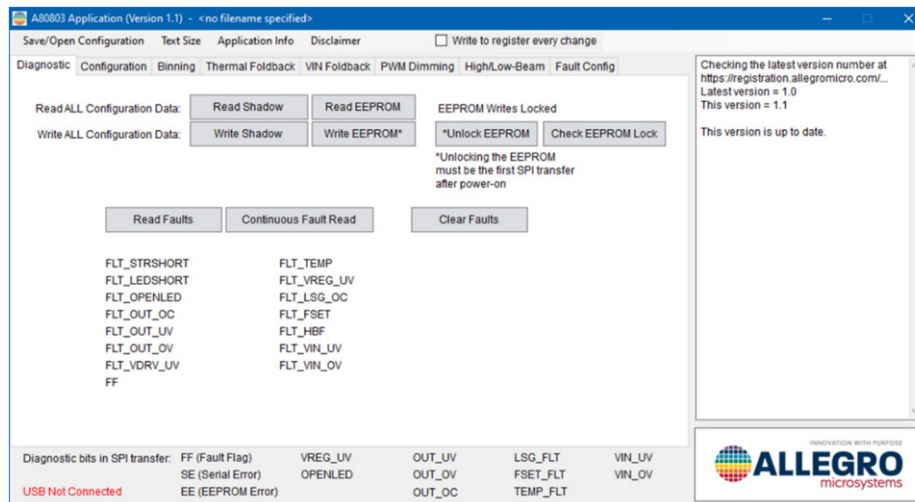 A80803 Application (Version 1.1) - <no filename specified>
Save/Open Configuration Text Size Application Info Disclaimer Write to register every change
Diagnostic Configuration Binning Thermal Foldback VIN Foldback PWM Dimming High/Low-Beam Fault Config
Read ALL Configuration Data: Read Shadow Read EEPROM EEPROM Writes Locked
Write ALL Configuration Data: Write Shadow Write EEPROM* *Unlock EEPROM Check EEPROM Lock
*Unlocking the EEPROM
must be the first SPI transfer
after power-on
Read Faults Continuous Fault Read Clear Faults
FLT_STRSHORT FLT_TEMP
FLT_LEDSHORT FLT_VREG_UV
FLT_OPENLED FLT_LSG_OC
FLT_OUT_OC FLT_FSET
FLT_OUT_UV FLT_HBF
FLT_OUT_OV FLT_VIN_UV
FLT_VDRV_UV FLT_VIN_OV
FF
Checking the latest version number at
https://registration.allegromicro.com/...
Latest version = 1.0
This version = 1.1
This version is up to date.
Diagnostic bits in SPI transfer: FF (Fault Flag) VREG_UV OUT_UV LSG_FLT VIN_UV
SE (Serial Error) OPENLED OUT_OV FSET_FLT VIN_OV
USB Not Connected EE (EEPROM Error) OUT_OC TEMP_FLT
INNOVATION WITH PURPOSE
ALLEGRO
microsystems